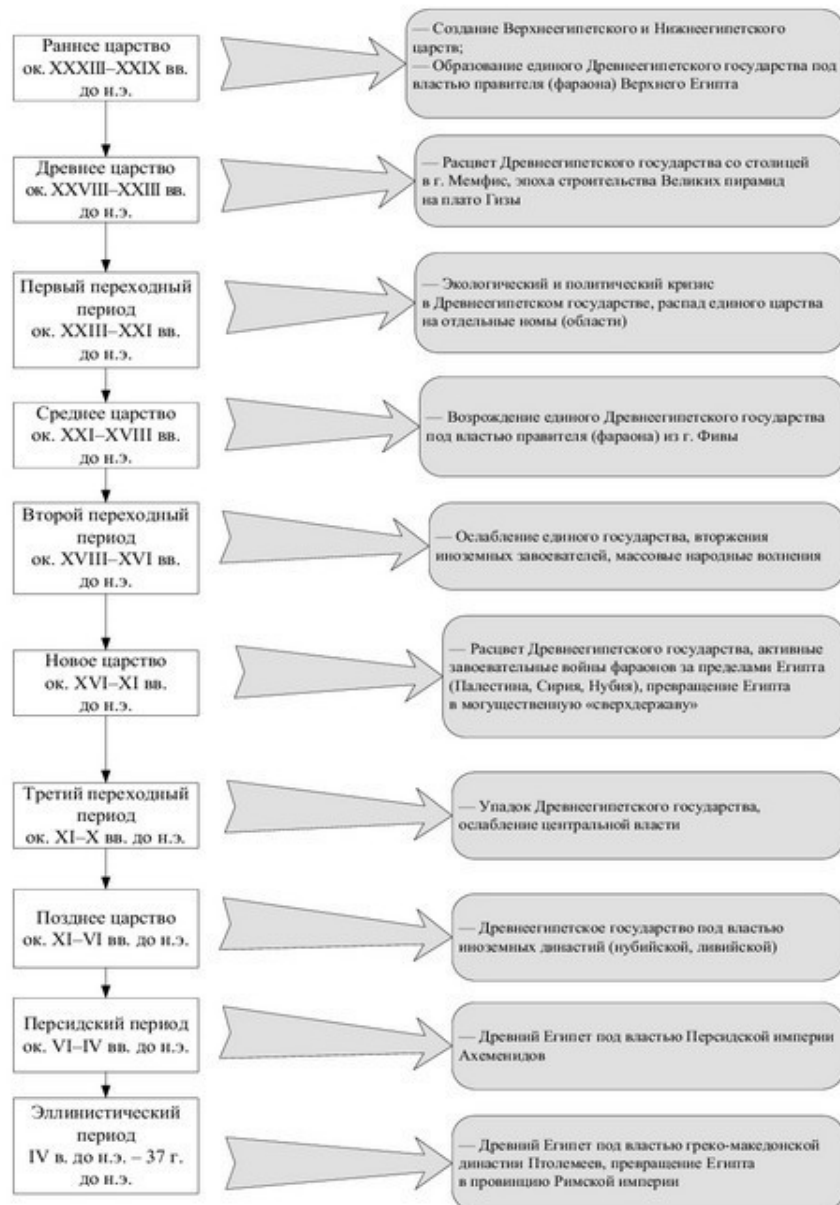 Раннее царство
ок. XXXIII–XXIX вв.
до н.э.
— Создание Верхнеегипетского и Нижнеегипетского
царств;
— Образование единого Древнеегипетского государства под
властью правителя (фараона) Верхнего Египта
Древнее царство
ок. XXVIII–XXIII вв.
до н.э.
— Расцвет Древнеегипетского государства со столицей
в г. Мемфис, эпоха строительства Великих пирамид
на плато Гизы
Первый переходный
период
ок. XXIII–XXI вв.
до н.э.
— Экологический и политический кризис
в Древнеегипетском государстве, распад единого царства
на отдельные номы (области)
Среднее царство
ок. XXI–XVIII вв.
до н.э.
— Возрождение единого Древнеегипетского государства
под властью правителя (фараона) из г. Фивы
Второй переходный
период
ок. XVIII–XVI вв.
до н.э.
— Ослабление единого государства, вторжения
иноземных завоевателей, массовые народные волнения
Новое царство
ок. XVI–XI вв.
до н.э.
— Расцвет Древнеегипетского государства, активные
завоевательные войны фараонов за пределами Египта
(Палестина, Сирия, Нубия), превращение Египта
в могущественную «сверхдержаву»
Третий переходный
период
ок. XI–X вв. до н.э.
— Упадок Древнеегипетского государства,
ослабление центральной власти
Позднее царство
ок. XI–VI вв. до н.э.
— Древнеегипетское государство под властью
иноземных династий (нубийской, ливийской)
Персидский период
ок. VI–IV вв. до н.э.
— Древний Египет под властью Персидской империи
Ахеменидов
Эллинистический
период
IV в. до н.э. – 37 г.
до н.э.
— Древний Египет под властью греко-македонской
династии Птолемеев, превращение Египта
в провинцию Римской империи